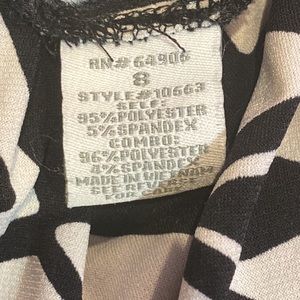 RN# 64906
8
STYLE#10663
SELF:
95%POLYESTER
5%SPANDEX
COMBO:
96%POLYESTER
4%SPANDEX
MADE IN VIETNAM
SEE REVERSE
FOR CARE